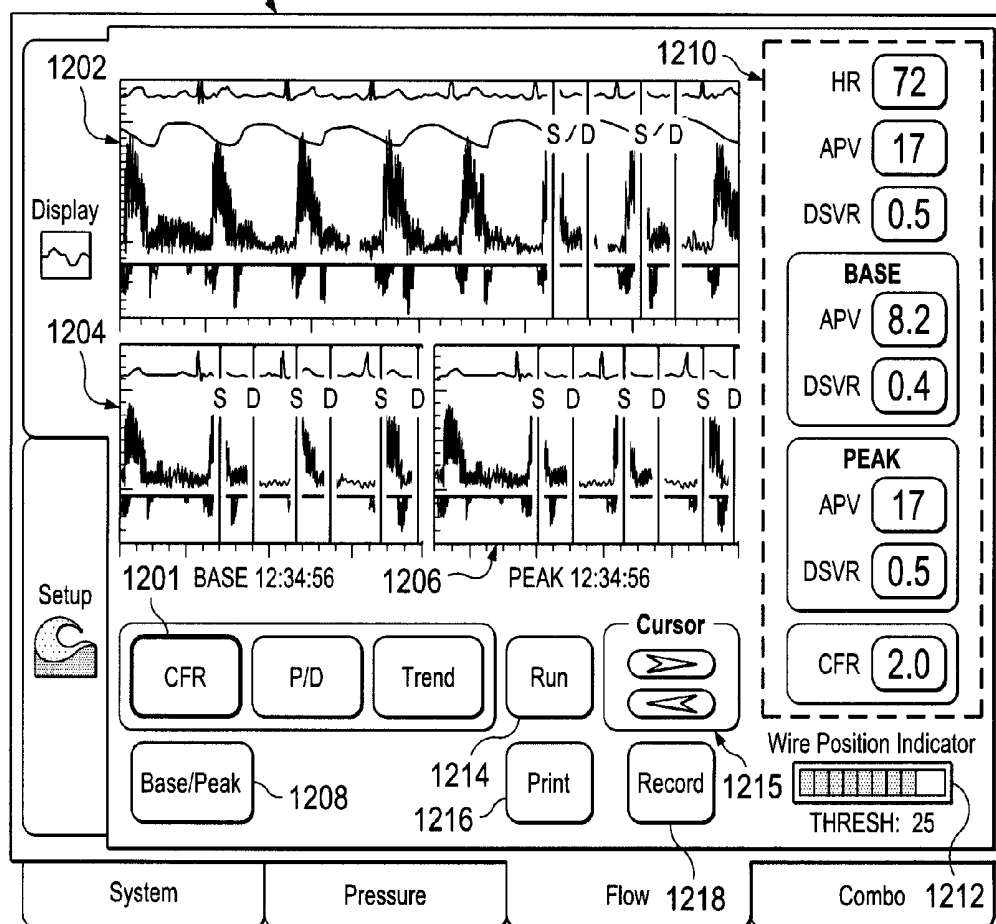 1202
1210
HR 72
S D S D
APV 17
Display
DSVR 0.5
BASE
1204
APV 8.2
S D S D S D
S D S D S D
DSVR 0.4
PEAK
APV 17
1201 BASE 12:34:56
1206 PEAK 12:34:56
DSVR 0.5
Setup
Cursor
CFR P/D Trend Run
CFR 2.0
Wire Position Indicator
Base/Peak 1208
1214
1216
Print
Record
1215
THRESH: 25
System Pressure Flow 1218 Combo 1212